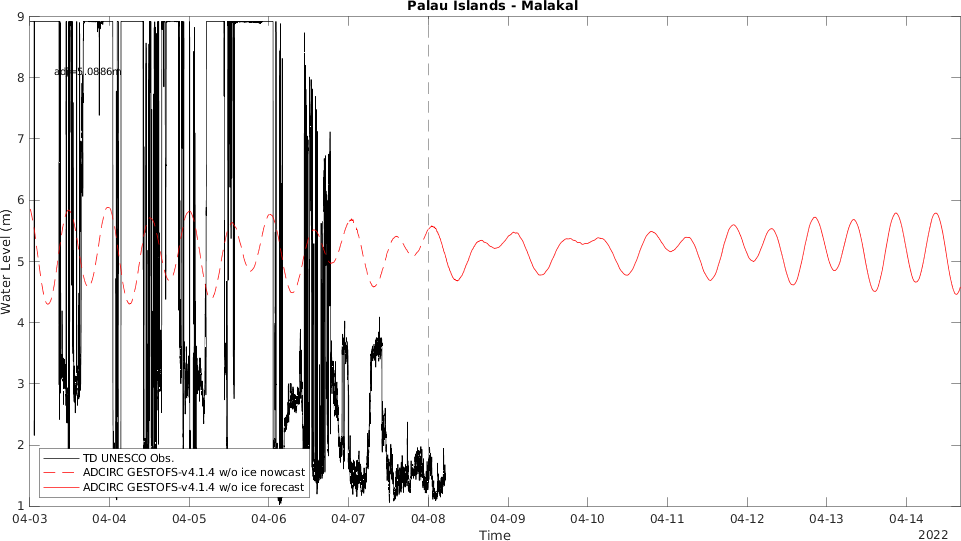 Palau Islands - Malakal
9
8
7
6
5
4
3
2
1
Water Level (m)
adj=5.0886m
TD UNESCO Obs.
ADCIRC GESTOFS-v4.1.4 w/o ice nowcast
ADCIRC GESTOFS-v4.1.4 w/o ice forecast
04-03 04-04 04-05 04-06 04-07 04-08 04-09 04-10 04-11 04-12 04-13 04-14
Time
2022